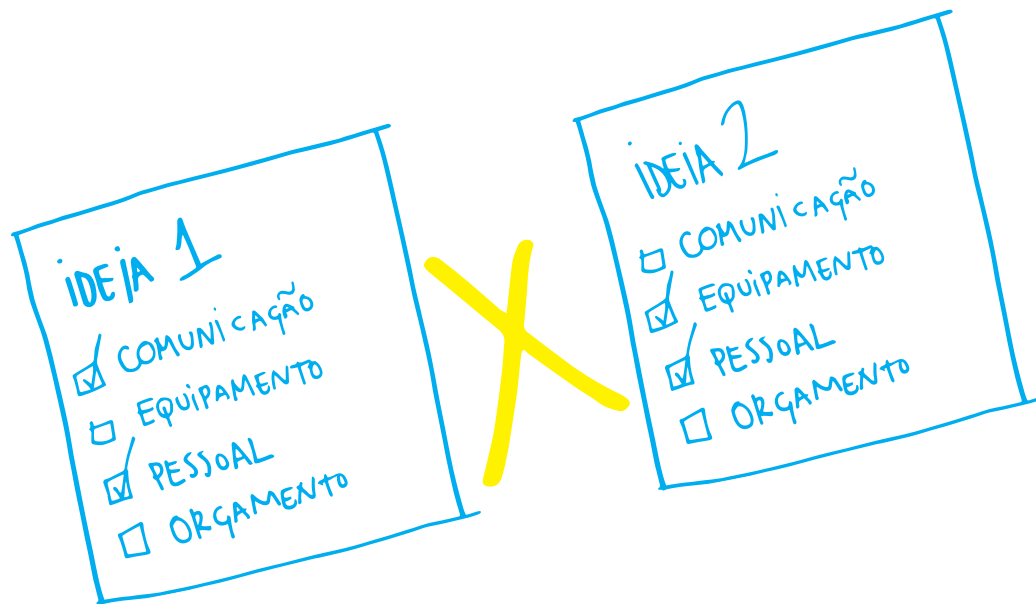 iDEiA 1
COMUNiCAÇÃO
EQUiPAMENTO
PESSOAL
ORÇAMENTO
X
iDEiA 2
COMUNiCAÇÃO
EQUiPAMENTO
PESSOAL
ORÇAMENTO